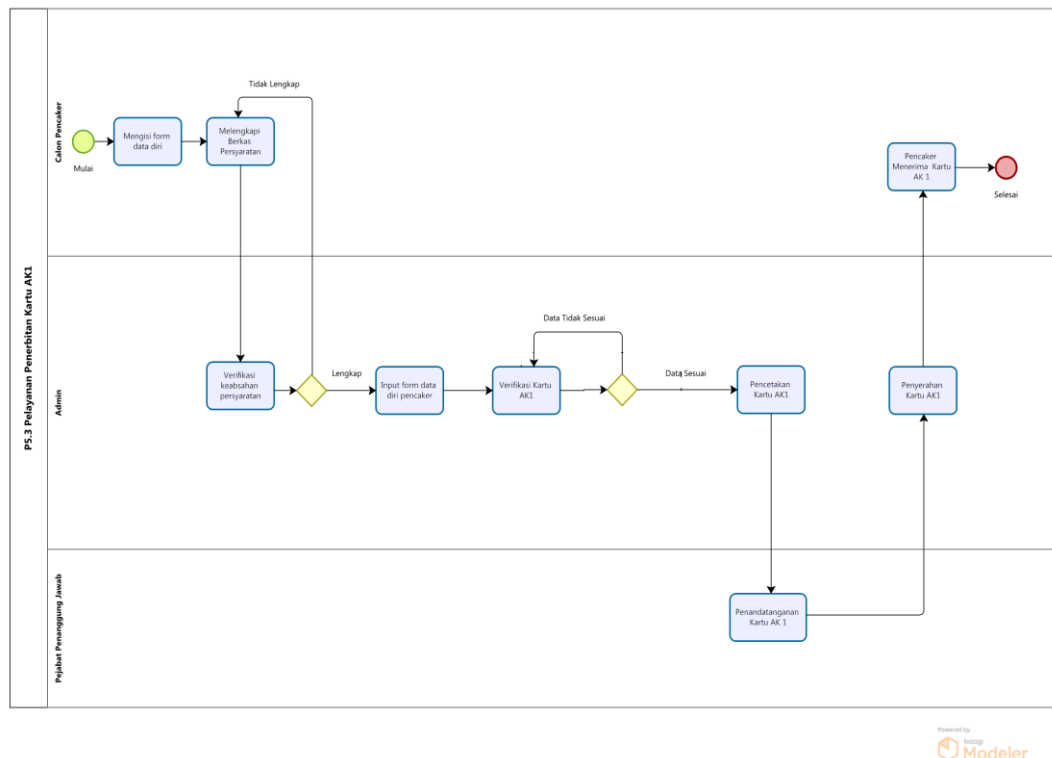 P5.3 Pelayanan Penerbitan Kartu AK1
Calon Pencaker
Mulai
Mengisi form
data diri
Melengkapi
Berkas
Persyaratan
Tidak Lengkap
Pencaker
Menerima Kartu
AK 1
Selesai
Admin
Verifikasi
keabsahan
persyaratan
Lengkap
Input form data
diri pencaker
Verifikasi Kartu
AK1
Data Tidak Sesuai
Data Sesuai
Pencetakan
Kartu AK1
Penyerahan
Kartu AK1
Pejabat Penanggung Jawab
Penandatanganan
Kartu AK 1
Powered by
bizagi
Modeler